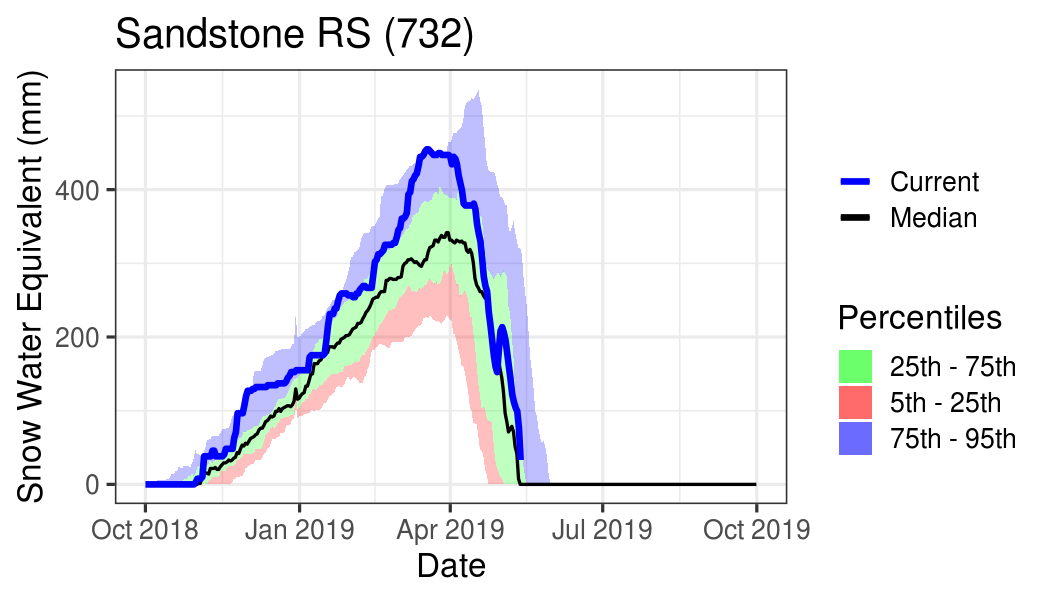 Sandstone RS (732)
Snow Water Equivalent (mm)
400
200
0
Oct 2018
Jan 2019
Apr 2019
Jul 2019
Oct 2019
Date
Current
Median
Percentiles
25th - 75th
5th - 25th
75th - 95th